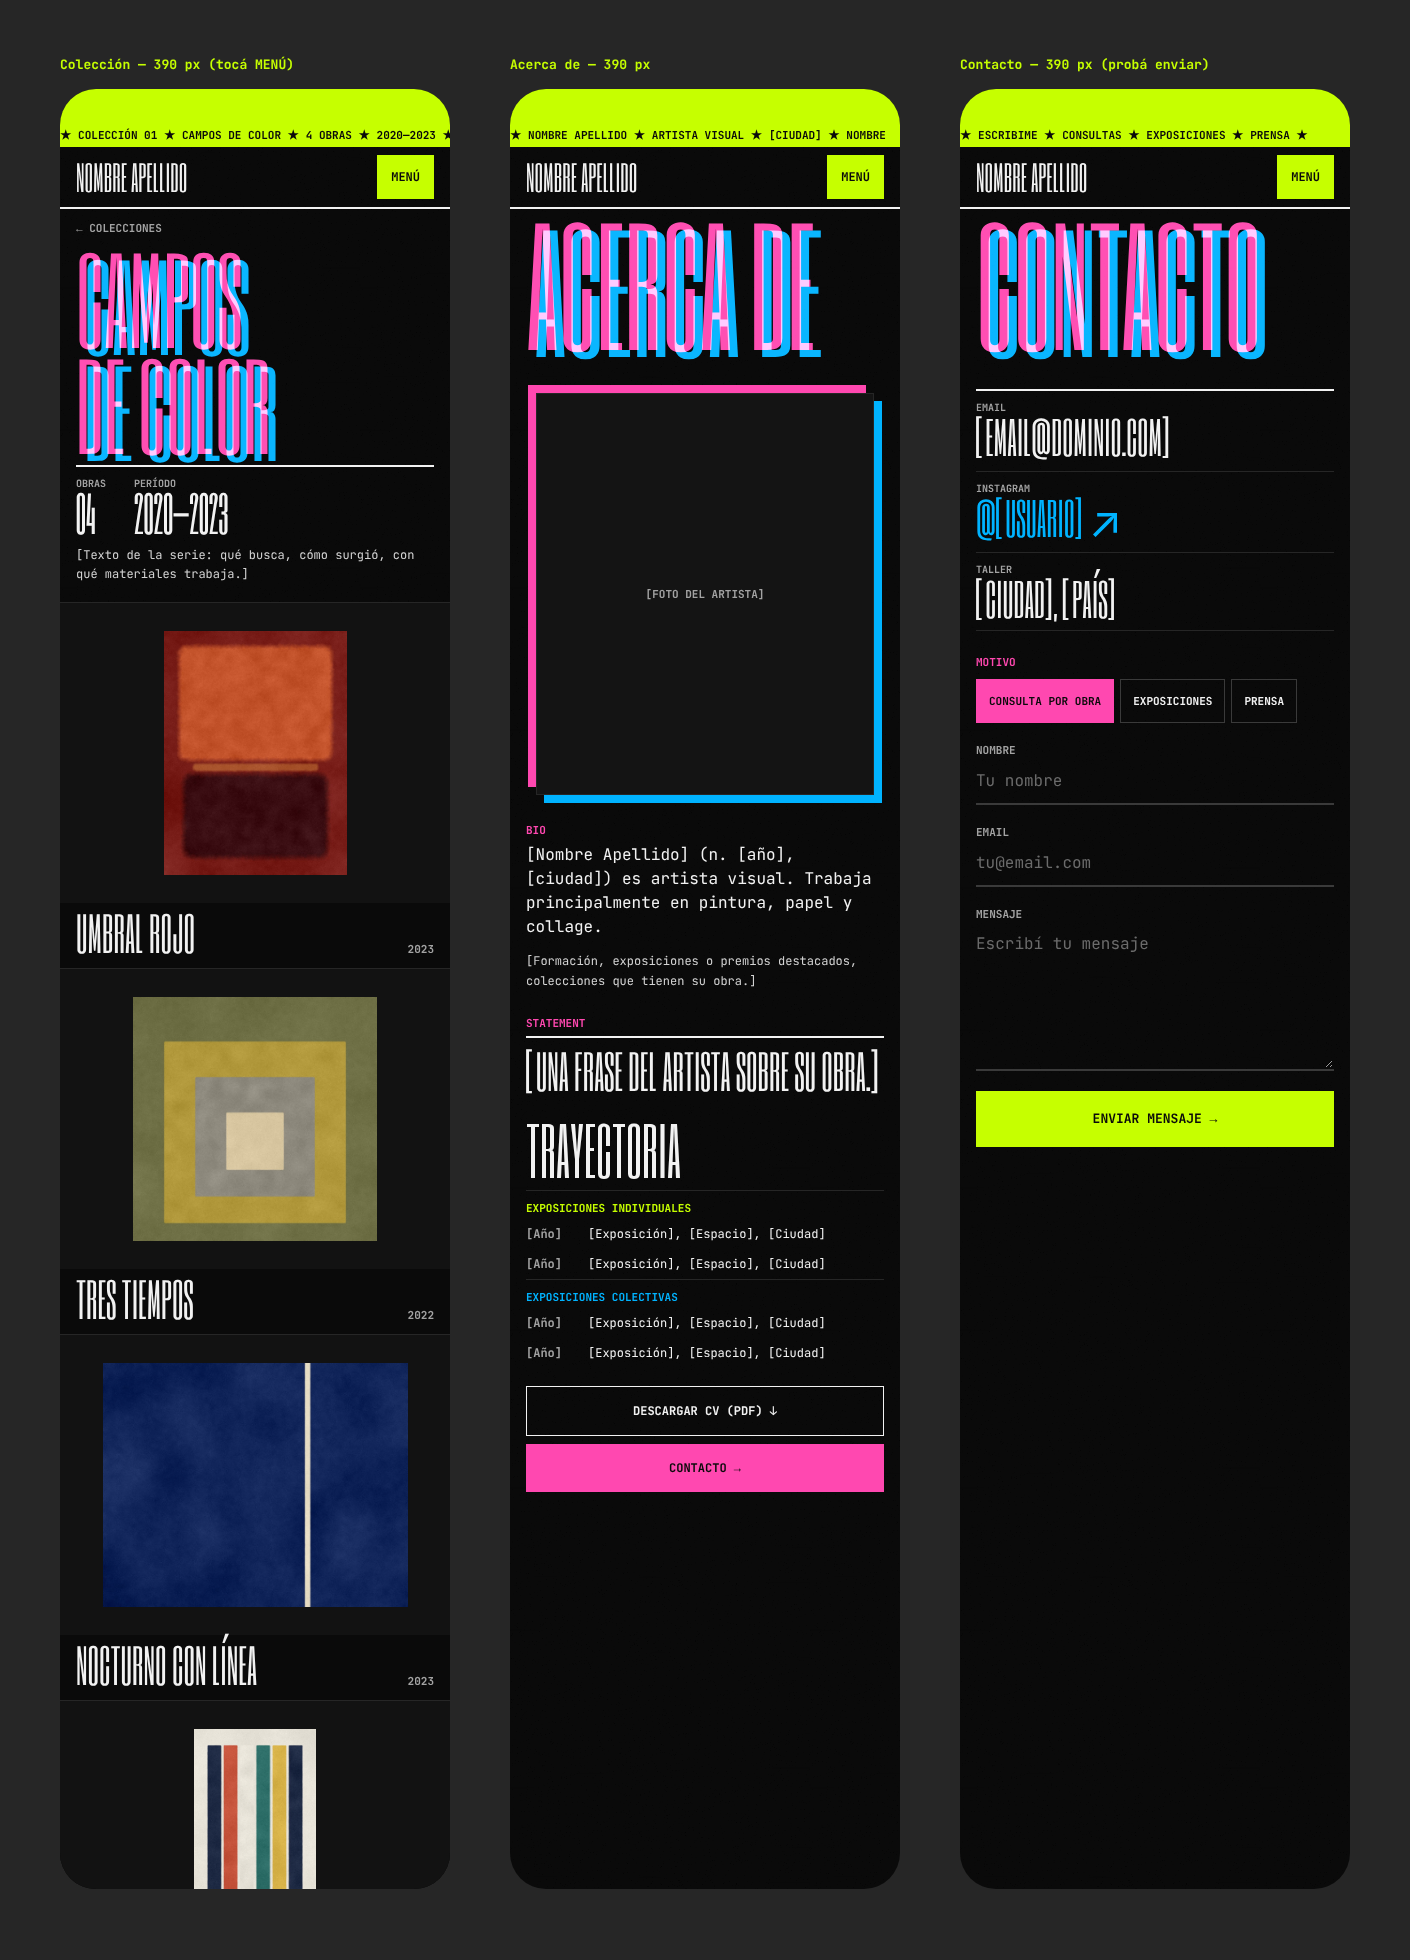 Colección — 390 px (tocá MENÚ)
★ COLECCIÓN 01 ★ CAMPOS DE COLOR ★ 4 OBRAS ★ 2020—2023 ★
NOMBRE APELLIDO
MENÚ
← COLECCIONES
CAMPOS
DE COLOR
OBRAS
04
PERÍODO
2020—2023
[Texto de la serie: qué busca, cómo surgió, con
qué materiales trabaja.]
UMBRAL ROJO
2023
TRES TIEMPOS
2022
NOCTURNO CON LÍNEA
2023
Acerca de — 390 px
★ NOMBRE APELLIDO ★ ARTISTA VISUAL ★ [CIUDAD] ★ NOMBRE
NOMBRE APELLIDO
MENÚ
ACERCA DE
[FOTO DEL ARTISTA]
BIO
[Nombre Apellido] (n. [año],
[ciudad]) es artista visual. Trabaja
principalmente en pintura, papel y
collage.
[Formación, exposiciones o premios destacados,
colecciones que tienen su obra.]
STATEMENT
[UNA FRASE DEL ARTISTA SOBRE SU OBRA.]
TRAYECTORIA
EXPOSICIONES INDIVIDUALES
[Año] [Exposición], [Espacio], [Ciudad]
[Año] [Exposición], [Espacio], [Ciudad]
EXPOSICIONES COLECTIVAS
[Año] [Exposición], [Espacio], [Ciudad]
[Año] [Exposición], [Espacio], [Ciudad]
DESCARGAR CV (PDF) ↓
CONTACTO →
Contacto — 390 px (probá enviar)
★ ESCRIBIME ★ CONSULTAS ★ EXPOSICIONES ★ PRENSA ★
NOMBRE APELLIDO
MENÚ
CONTACTO
EMAIL
[EMAIL@DOMINIO.COM]
INSTAGRAM
@[USUARIO] ↗
TALLER
[CIUDAD], [PAÍS]
MOTIVO
CONSULTA POR OBRA
EXPOSICIONES
PRENSA
NOMBRE
Tu nombre
EMAIL
tu@email.com
MENSAJE
Escribí tu mensaje
ENVIAR MENSAJE →